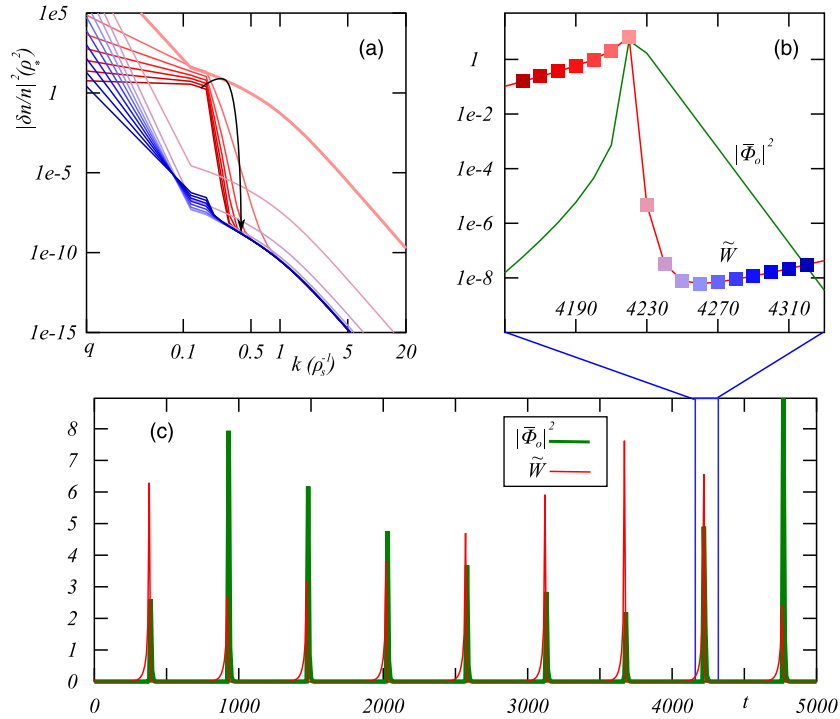 (a)
|δn/n|²(ρ*²)
1e5
1
1e-5
1e-10
1e-15
q
0.1
0.5
1
5
20
k (ρs⁻¹)
(b)
1
1e-2
1e-4
1e-6
1e-8
|Φ̄o|²
W̃
4190
4230
4270
4310
(c)
|Φ̄o|²
W̃
8
7
6
5
4
3
2
1
0
0
1000
2000
3000
4000
t
5000